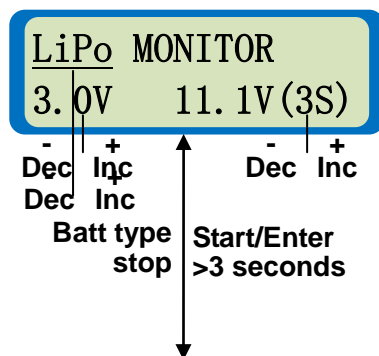 LiPo MONITOR
3.0V 11.1V(3S)
- + - +
Dec Inc Dec Inc
- +
Dec Inc
Batt type Start/Enter
stop >3 seconds